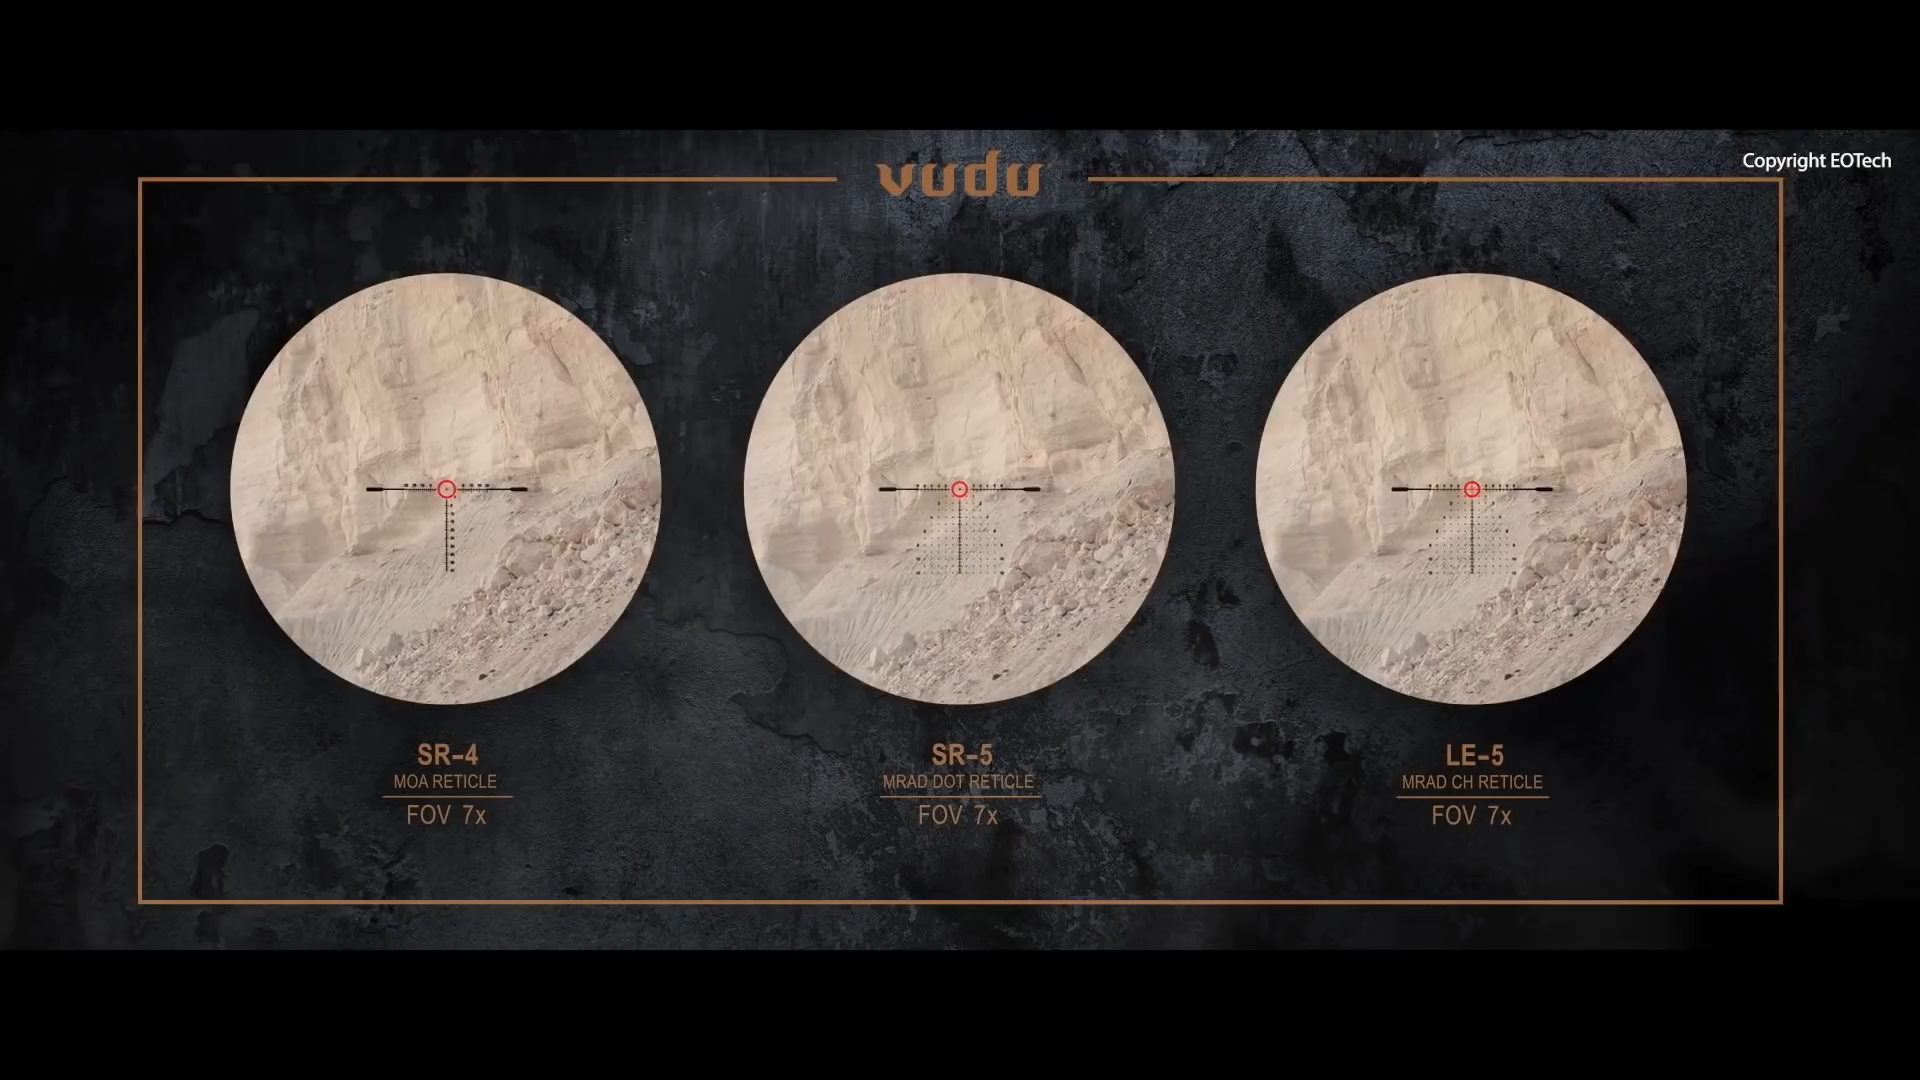 vudu
Copyright EOTech
SR-4
MOA RETICLE
FOV 7x
SR-5
MRAD DOT RETICLE
FOV 7x
LE-5
MRAD CH RETICLE
FOV 7x